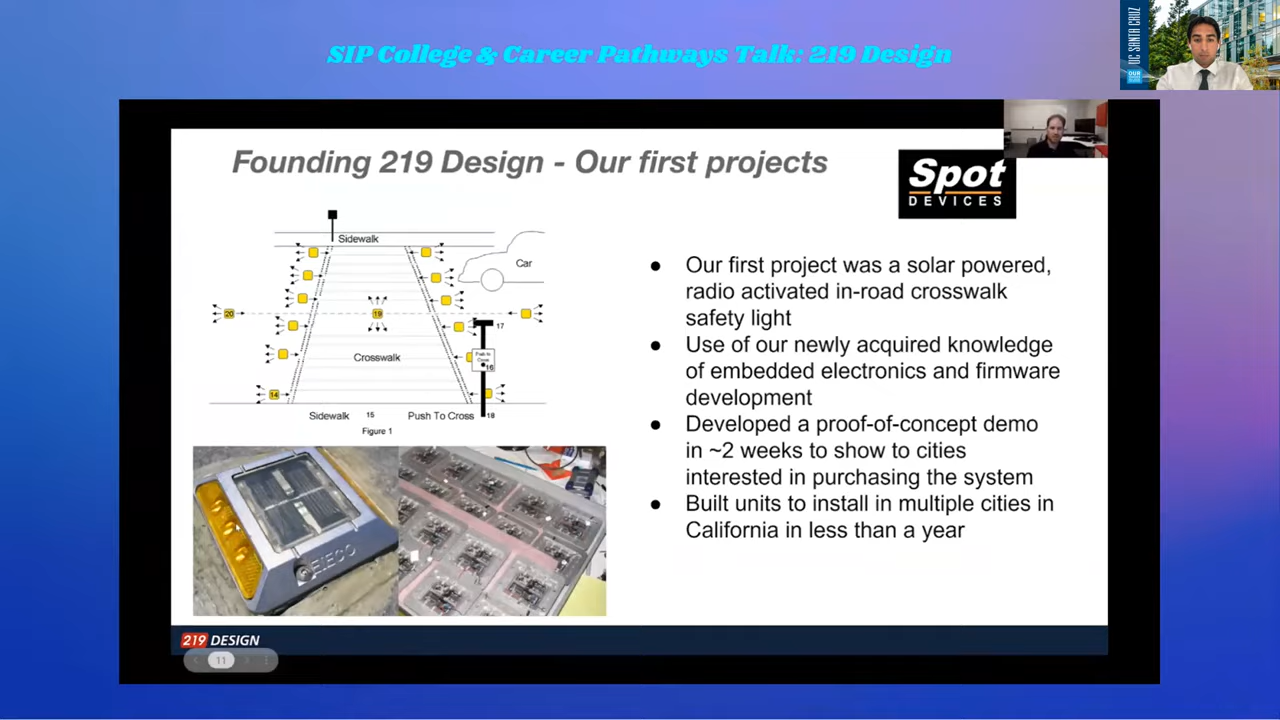 SIP College & Career Pathways Talk: 219 Design
UC SANTA CRUZ
Founding 219 Design - Our first projects
Spot
DEVICES
Sidewalk
Car
20
19
17
Push to
Cross
16
Crosswalk
14
Sidewalk 15 Push To Cross 18
Figure 1
● Our first project was a solar powered,
radio activated in-road crosswalk
safety light
● Use of our newly acquired knowledge
of embedded electronics and firmware
development
● Developed a proof-of-concept demo
in ~2 weeks to show to cities
interested in purchasing the system
● Built units to install in multiple cities in
California in less than a year
219 DESIGN
11